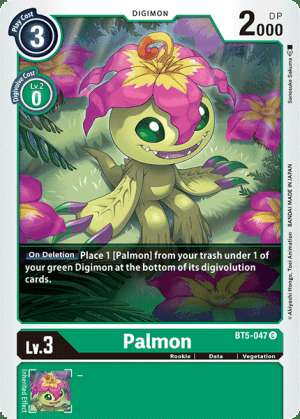 DIGIMON
Play Cost
3
2000
DP
Digivolve Cost
Lv.2
0
Sanosuke Sakuma
BANDAI MADE IN JAPAN
©Akiyoshi Hongo, Toei Animation
On Deletion Place 1 [Palmon] from your trash under 1 of
your green Digimon at the bottom of its digivolution
cards.
BT5-047 C
Lv.3
Palmon
Rookie | Data | Vegetation
Inherited Effect
–